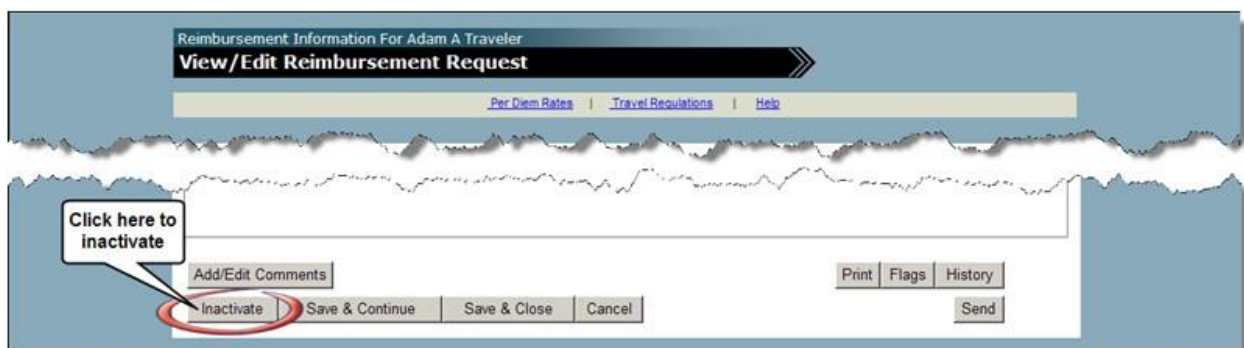 Reimbursement Information For Adam A Traveler
View/Edit Reimbursement Request
Per Diem Rates | Travel Regulations | Help
Click here to
inactivate
Add/Edit Comments Print Flags History
Inactivate Save & Continue Save & Close Cancel Send